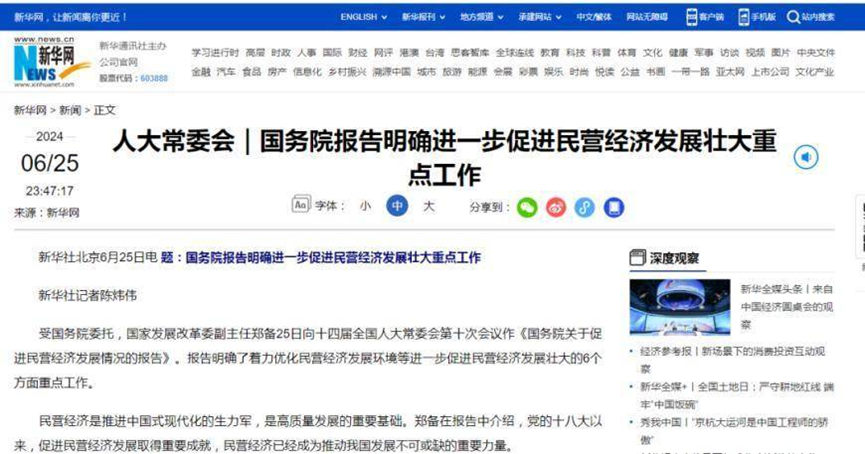 新华网，让新闻离你更近！
ENGLISH 新华报刊 地方频道 承建网站 中文/繁体 网站无障碍 客户端 手机版 站内搜索
www.news.cn
新华网
NEWS
www.xinhuanet.com
新华通讯社主办
公司官网
股票代码：603888
学习进行时 高层 时政 人事 国际 财经 网评 港澳 台湾 思客智库 全球连线 教育 科技 科普 体育 文化 健康 军事 访谈 视频 图片 中央文件
金融 汽车 食品 房产 信息化 乡村振兴 溯源中国 城市 旅游 能源 会展 彩票 娱乐 时尚 悦读 公益 书画 一带一路 亚太网 上市公司 文化产业
新华网 > 新闻 > 正文
2024
06/25
23:47:17
来源：新华网
人大常委会｜国务院报告明确进一步促进民营经济发展壮大重
点工作
字体： 小 中 大 分享到：
新华社北京6月25日电 题：国务院报告明确进一步促进民营经济发展壮大重点工作
新华社记者陈炜伟
受国务院委托，国家发展改革委副主任郑备25日向十四届全国人大常委会第十次会议作《国务院关于促
进民营经济发展情况的报告》。报告明确了着力优化民营经济发展环境等进一步促进民营经济发展壮大的6个
方面重点工作。
民营经济是推进中国式现代化的生力军，是高质量发展的重要基础。郑备在报告中介绍，党的十八大以
来，促进民营经济发展取得重要成就，民营经济已经成为推动我国发展不可或缺的重要力量。
深度观察
新华全媒头条丨来自
中国经济圆桌会的观
察
经济参考报丨新场景下的消费投资互动观
察
新华全媒+丨全国土地日：严守耕地红线 端
牢"中国饭碗"
秀我中国丨"京杭大运河是中国工程师的骄
傲"